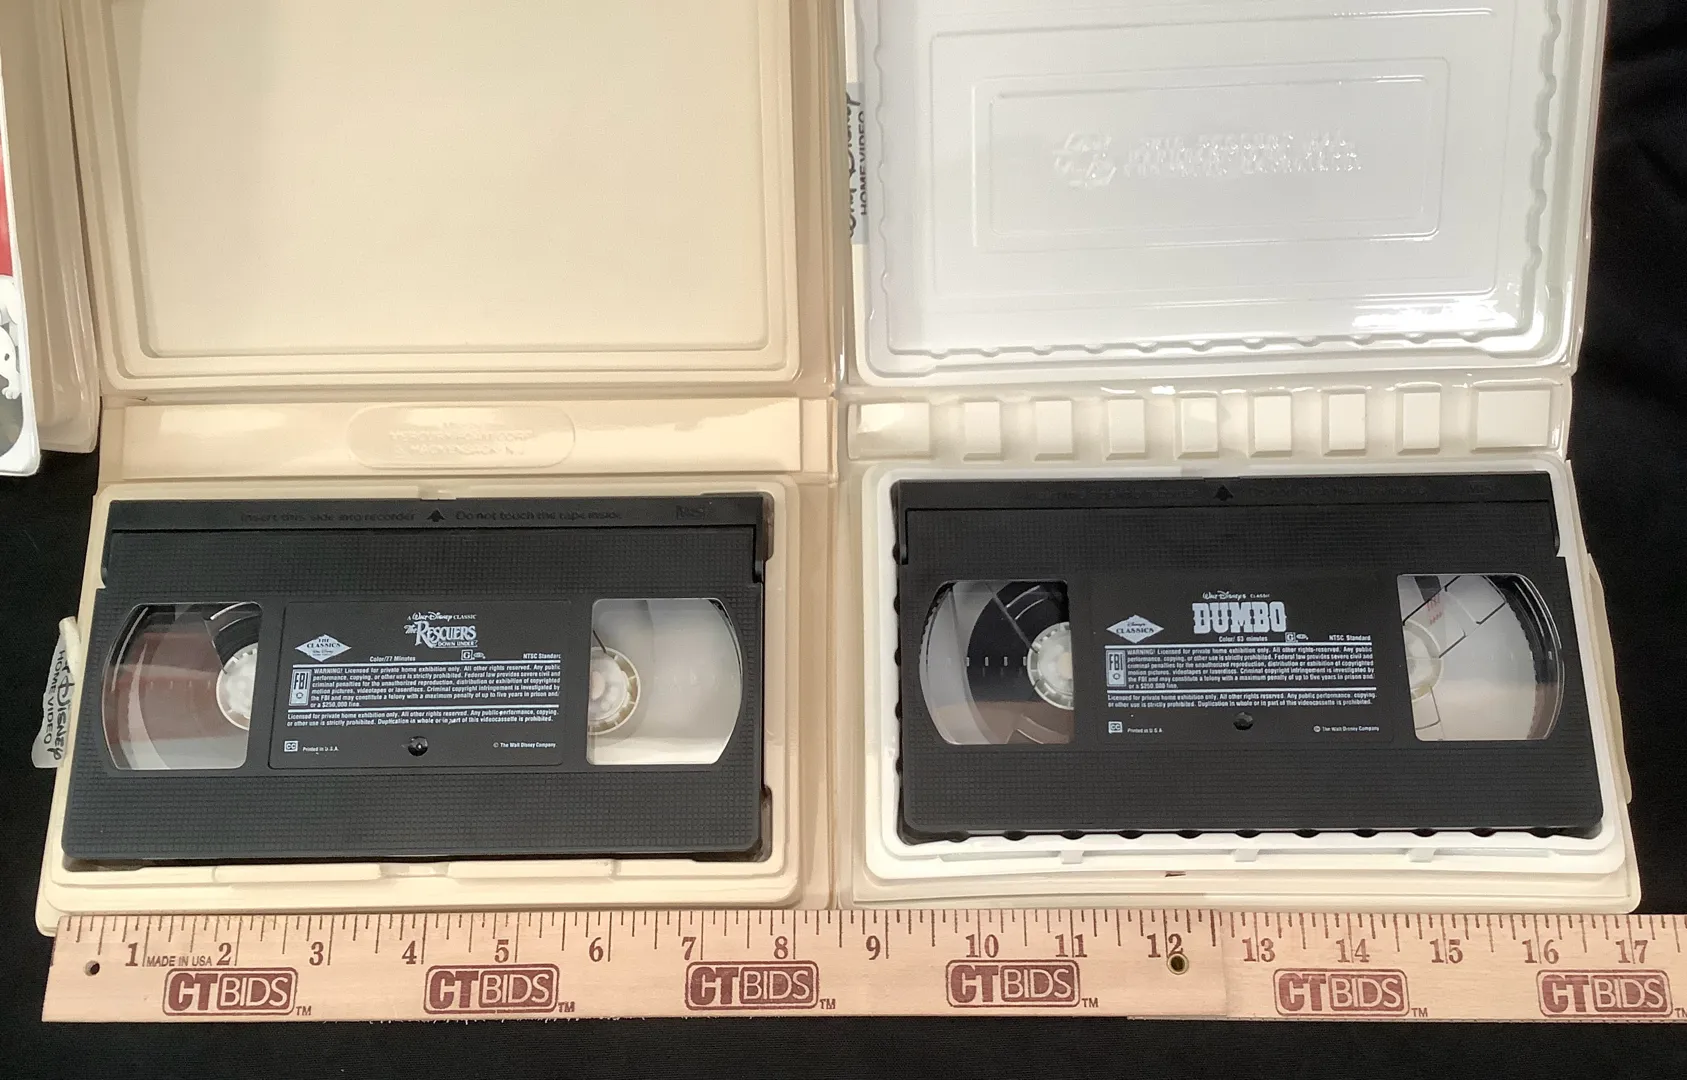 WALT DISNEY
HOME VIDEO
Insert this side into recorder Do not touch the tape inside
A WALT DISNEY CLASSIC
THE RESCUERS
DOWN UNDER
THE
CLASSICS
Walt Disney
Color/77 Minutes G CC NTSC Standard
FBI
WARNING! Licensed for private home exhibition only. All other rights reserved. Any public
performance, copying, or other use is strictly prohibited. Federal law provides severe civil and
criminal penalties for the unauthorized reproduction, distribution or exhibition of copyrighted
motion pictures, videotapes or laserdiscs. Criminal copyright infringement is investigated by
the FBI and may constitute a felony with a maximum penalty of up to five years in prison and/
or a $250,000 fine.
Licensed for private home exhibition only. All other rights reserved. Any public performance, copying,
or other use is strictly prohibited. Duplication in whole or in part of this videocassette is prohibited.
CC Printed in U.S.A. © The Walt Disney Company
WALT DISNEY
HOME VIDEO
WALT DISNEY'S CLASSIC
DUMBO
Disney's
CLASSICS
Color/ 63 minutes G CC NTSC Standard
FBI
WARNING! Licensed for private home exhibition only. All other rights reserved. Any public
performance, copying, or other use is strictly prohibited. Federal law provides severe civil and
criminal penalties for the unauthorized reproduction, distribution or exhibition of copyrighted
motion pictures, videotapes or laserdiscs. Criminal copyright infringement is investigated by
the FBI and may constitute a felony with a maximum penalty of up to five years in prison and/
or a $250,000 fine.
Licensed for private home exhibition only. All other rights reserved. Any public performance, copying,
or other use is strictly prohibited. Duplication in whole or in part of this videocassette is prohibited.
CC Printed in U.S.A. © The Walt Disney Company
1 MADE IN USA 2 3 4 5 6 7 8 9 10 11 12 13 14 15 16 17
CTBIDS™ CTBIDS™ CTBIDS™ CTBIDS™ CTBIDS™ CTBIDS™